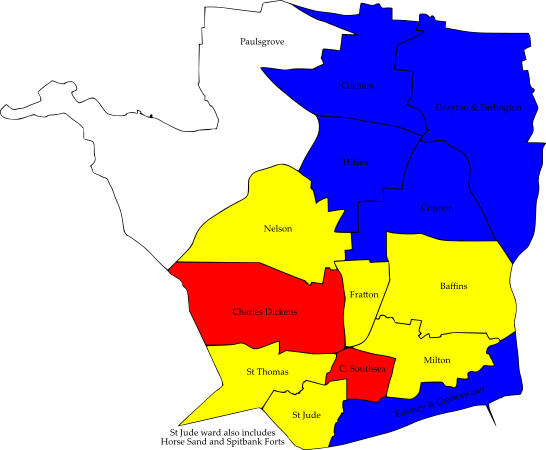 Paulsgrove
Cosham
Drayton & Farlington
Hilsea
Copnor
Nelson
Baffins
Fratton
Charles Dickens
Milton
C. Southsea
St Thomas
Eastney & Craneswater
St Jude
St Jude ward also includes
Horse Sand and Spitbank Forts